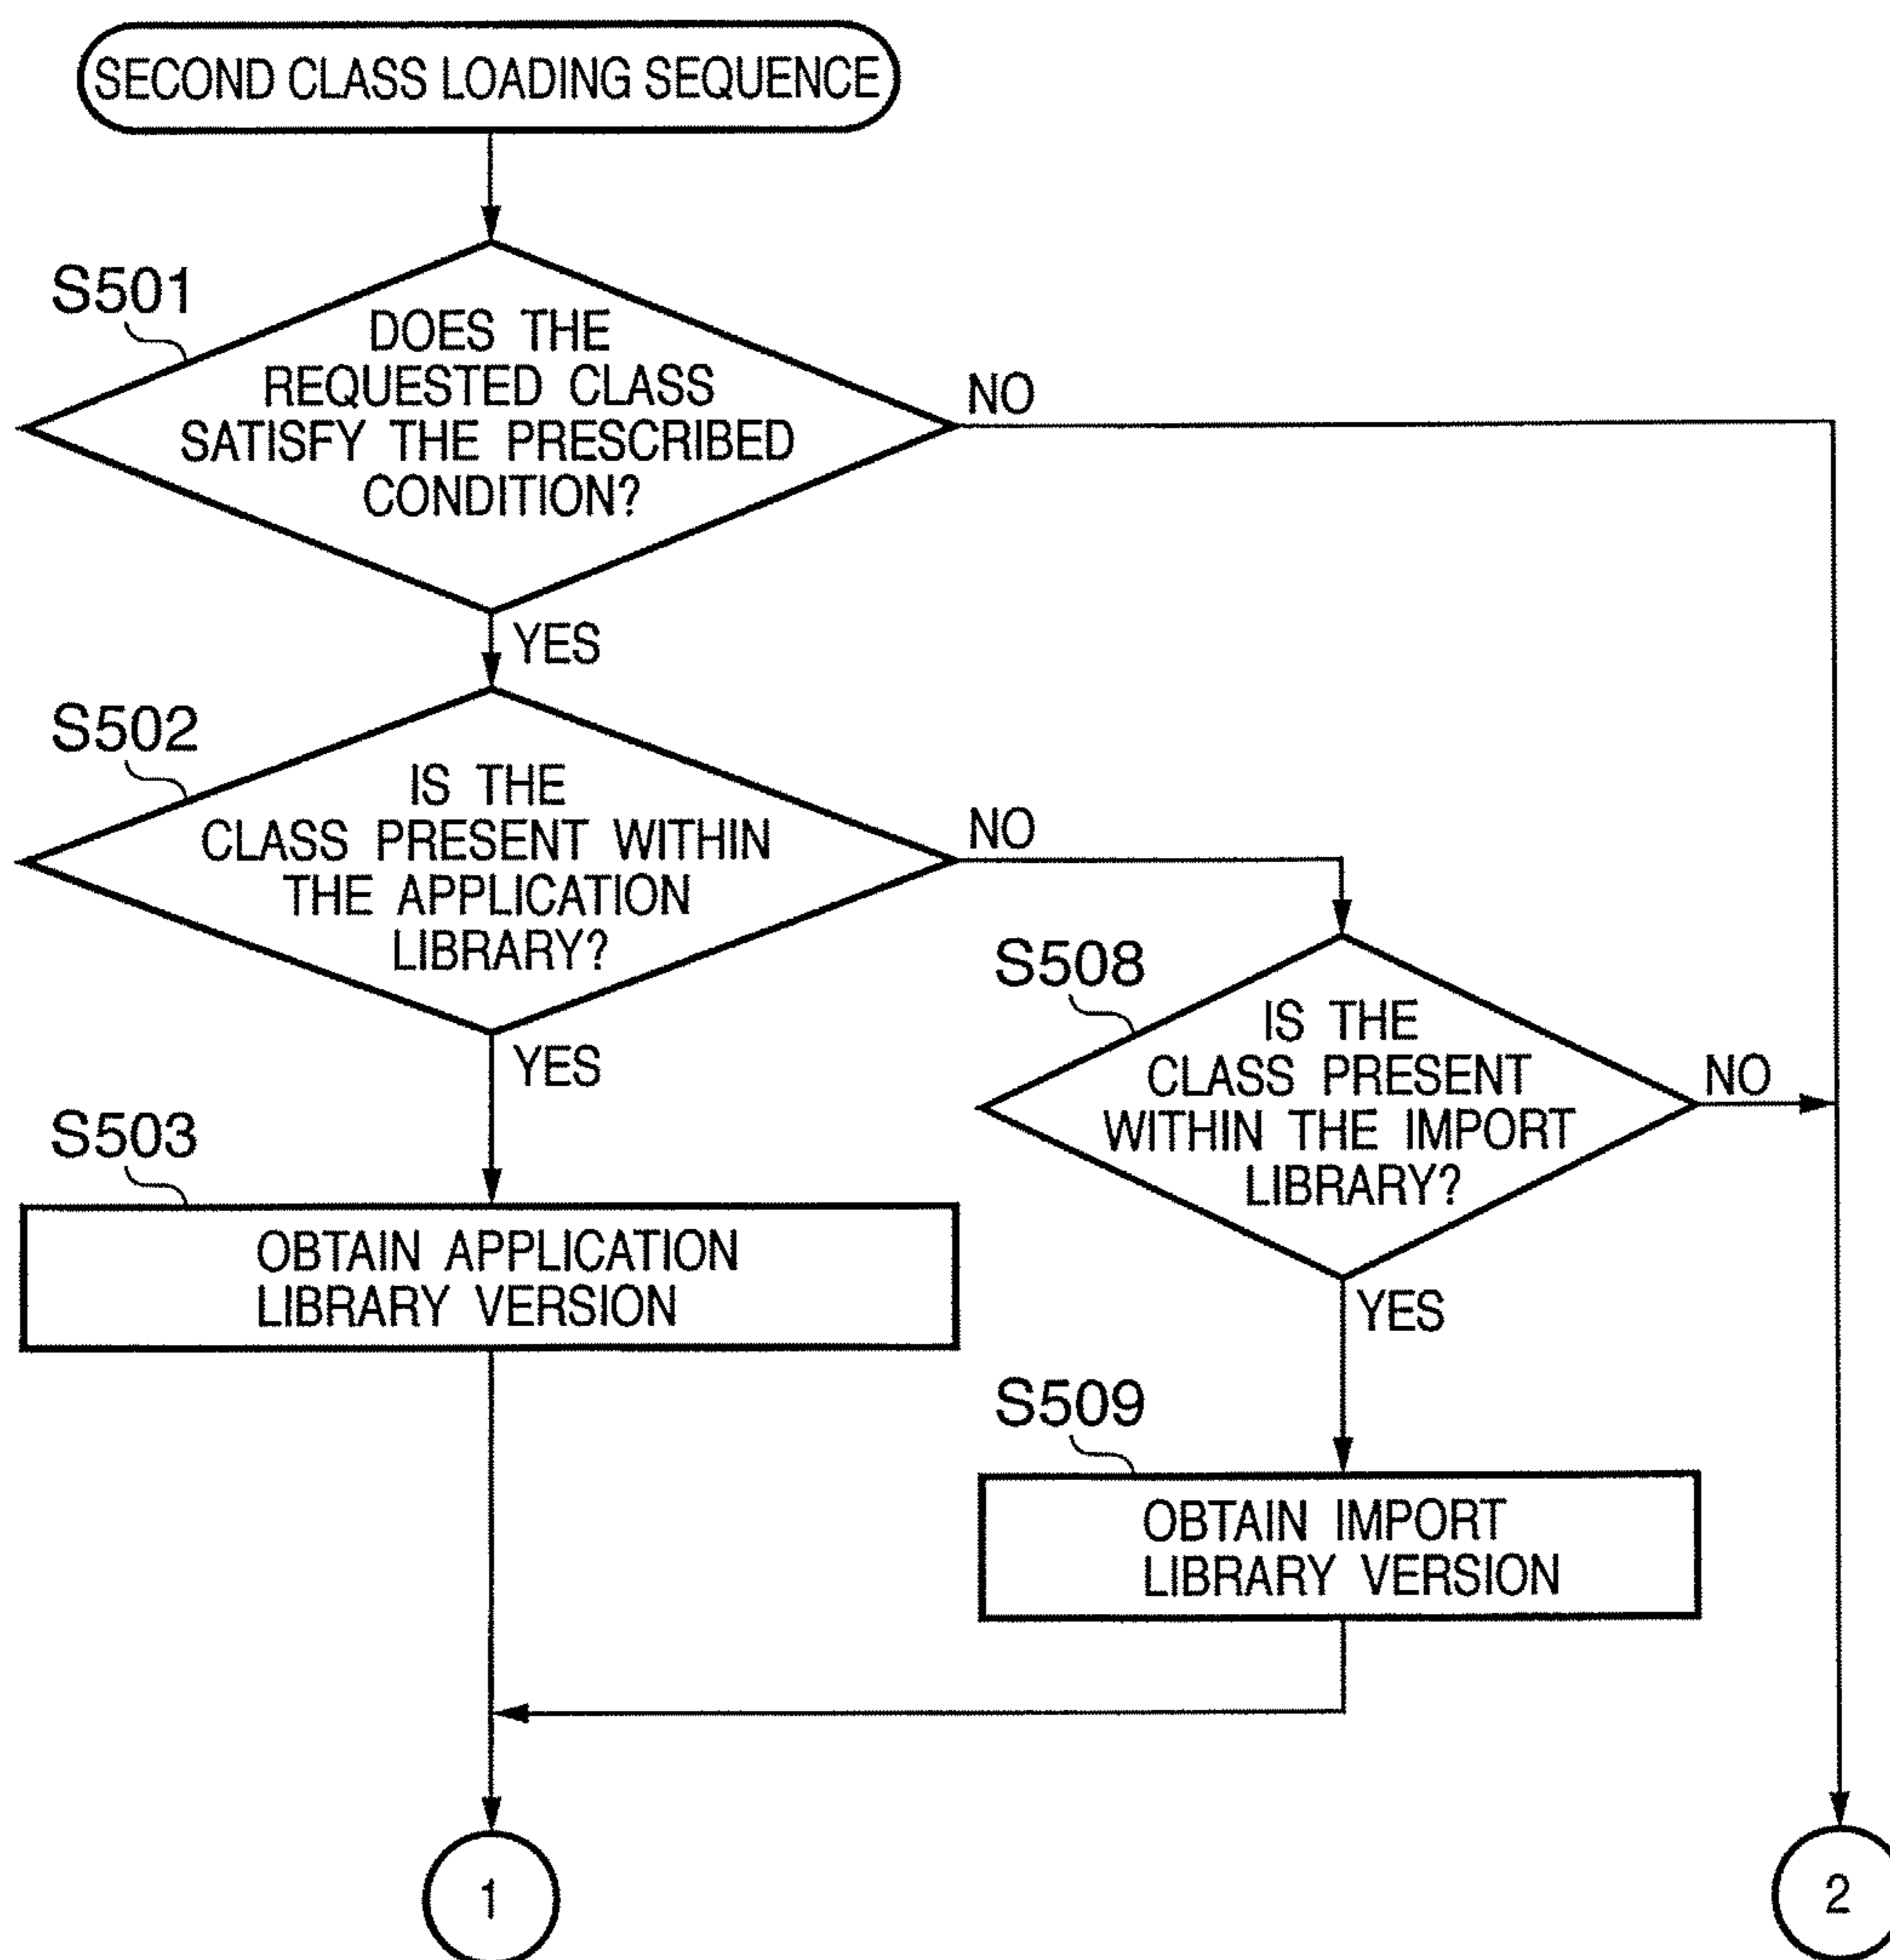 SECOND CLASS LOADING SEQUENCE
S501
DOES THE
REQUESTED CLASS
SATISFY THE PRESCRIBED
CONDITION?
NO
YES
S502
IS THE
CLASS PRESENT WITHIN
THE APPLICATION
LIBRARY?
NO
YES
S508
IS THE
CLASS PRESENT
WITHIN THE IMPORT
LIBRARY?
NO
YES
S503
OBTAIN APPLICATION
LIBRARY VERSION
S509
OBTAIN IMPORT
LIBRARY VERSION
1
2